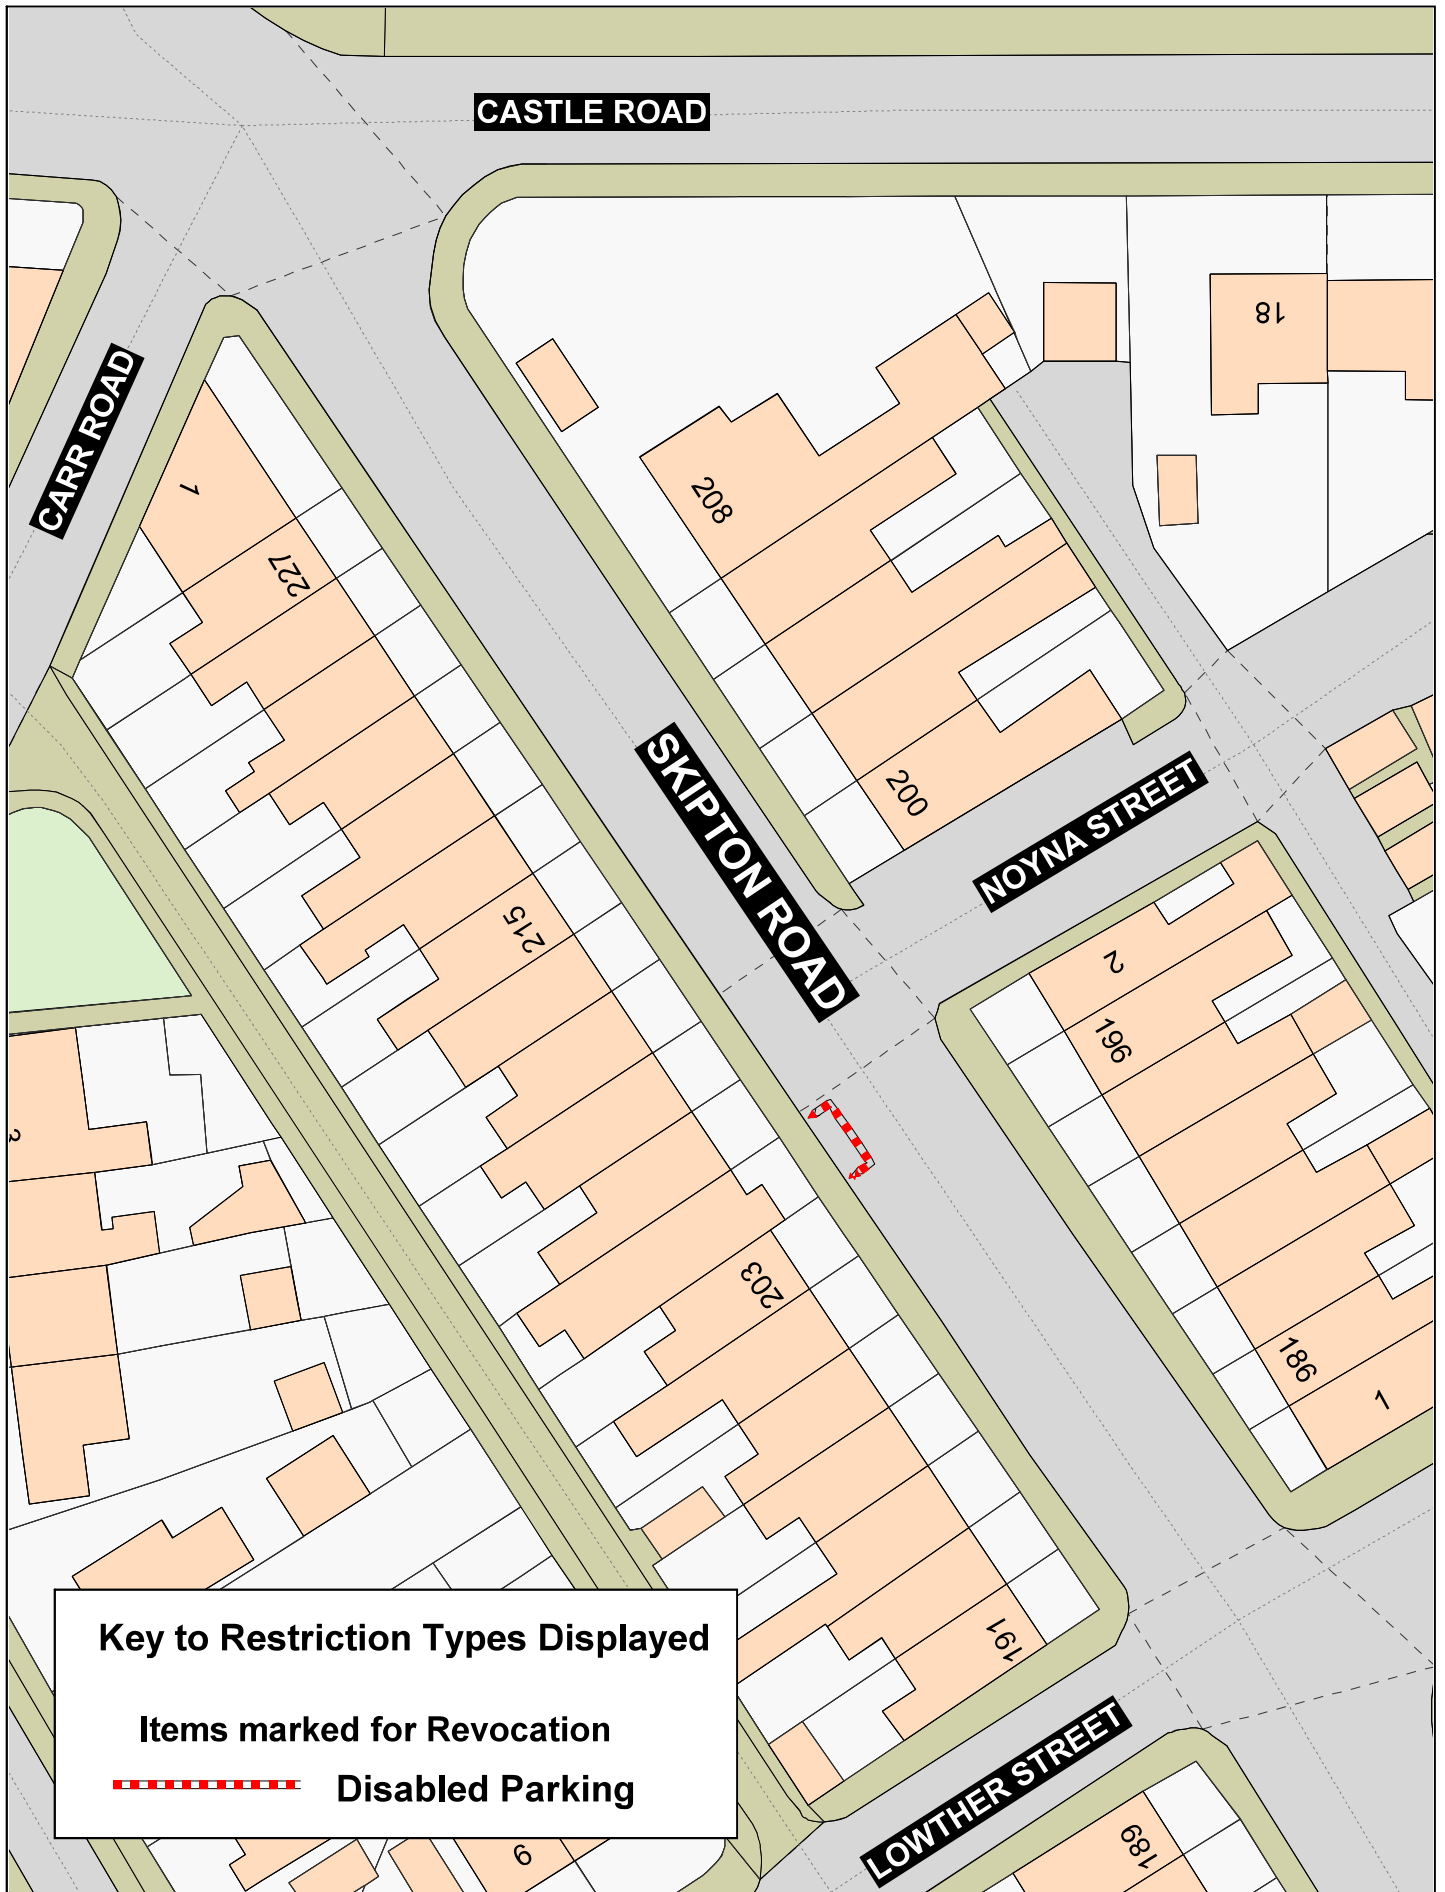 CASTLE ROAD
18
CARR ROAD
1
208
227
SKIPTON ROAD
200
NOYNA STREET
215
2
196
3
203
186
1
191
Key to Restriction Types Displayed
Items marked for Revocation
Disabled Parking
LOWTHER STREET
189
9